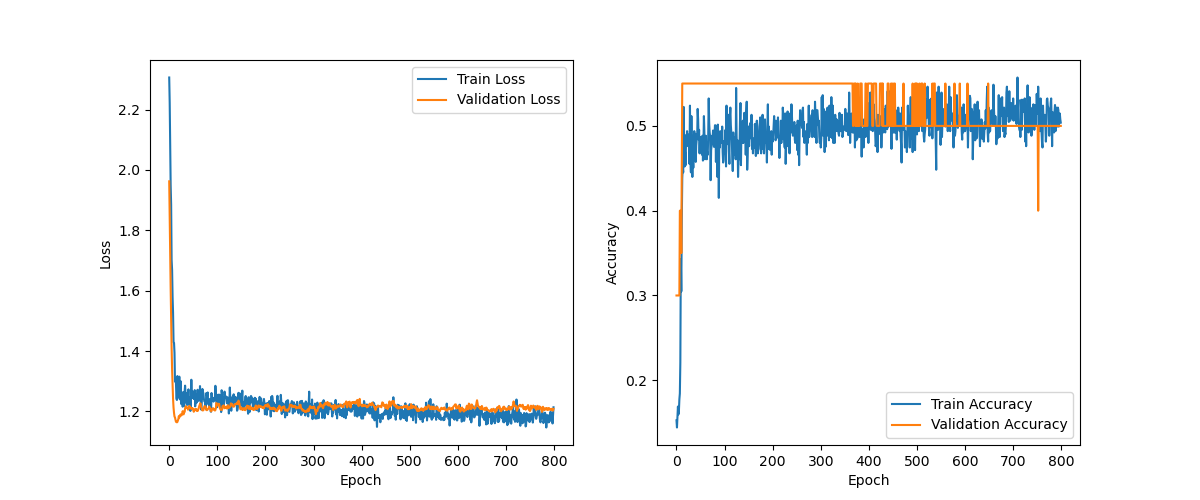 Train Loss
Validation Loss
2.2
2.0
1.8
1.6
1.4
1.2
Loss
0 100 200 300 400 500 600 700 800
Epoch
0.5
0.4
0.3
0.2
Accuracy
Train Accuracy
Validation Accuracy
0 100 200 300 400 500 600 700 800
Epoch